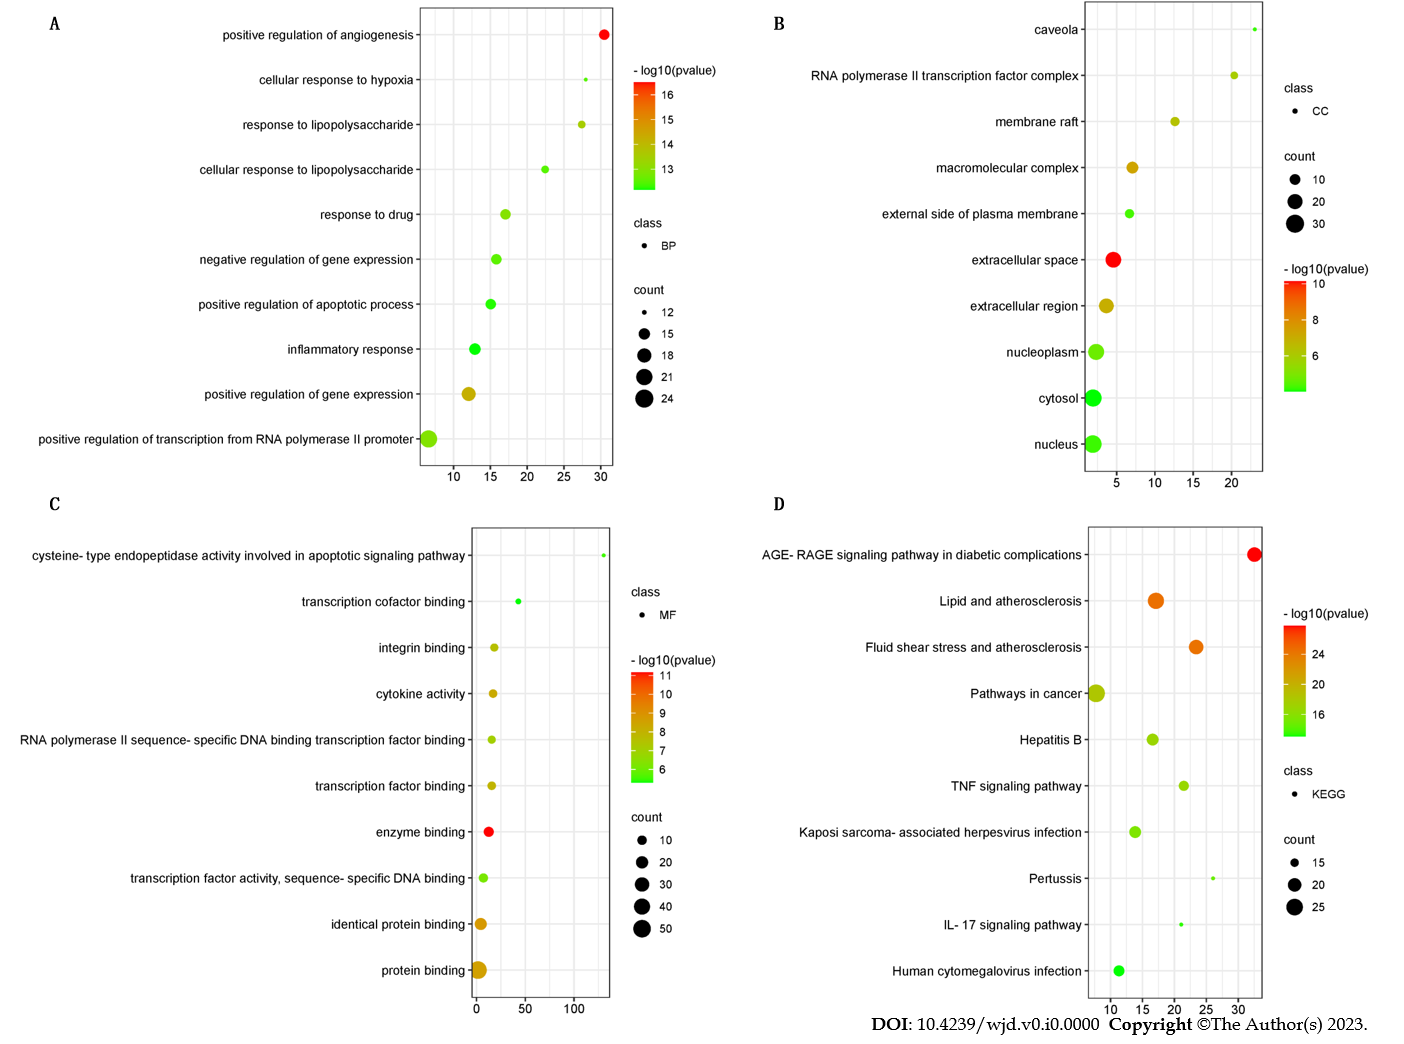 A
positive regulation of angiogenesis
cellular response to hypoxia
response to lipopolysaccharide
cellular response to lipopolysaccharide
response to drug
negative regulation of gene expression
positive regulation of apoptotic process
inflammatory response
positive regulation of gene expression
positive regulation of transcription from RNA polymerase II promoter
10 15 20 25 30
- log10(pvalue)
16
15
14
13
class
BP
count
12
15
18
21
24
B
caveola
RNA polymerase II transcription factor complex
membrane raft
macromolecular complex
external side of plasma membrane
extracellular space
extracellular region
nucleoplasm
cytosol
nucleus
5 10 15 20
class
CC
count
10
20
30
- log10(pvalue)
10
8
6
C
cysteine- type endopeptidase activity involved in apoptotic signaling pathway
transcription cofactor binding
integrin binding
cytokine activity
RNA polymerase II sequence- specific DNA binding transcription factor binding
transcription factor binding
enzyme binding
transcription factor activity, sequence- specific DNA binding
identical protein binding
protein binding
0 50 100
class
MF
- log10(pvalue)
11
10
9
8
7
6
count
10
20
30
40
50
D
AGE- RAGE signaling pathway in diabetic complications
Lipid and atherosclerosis
Fluid shear stress and atherosclerosis
Pathways in cancer
Hepatitis B
TNF signaling pathway
Kaposi sarcoma- associated herpesvirus infection
Pertussis
IL- 17 signaling pathway
Human cytomegalovirus infection
10 15 20 25 30
- log10(pvalue)
24
20
16
class
KEGG
count
15
20
25
DOI: 10.4239/wjd.v0.i0.0000 Copyright ©The Author(s) 2023.